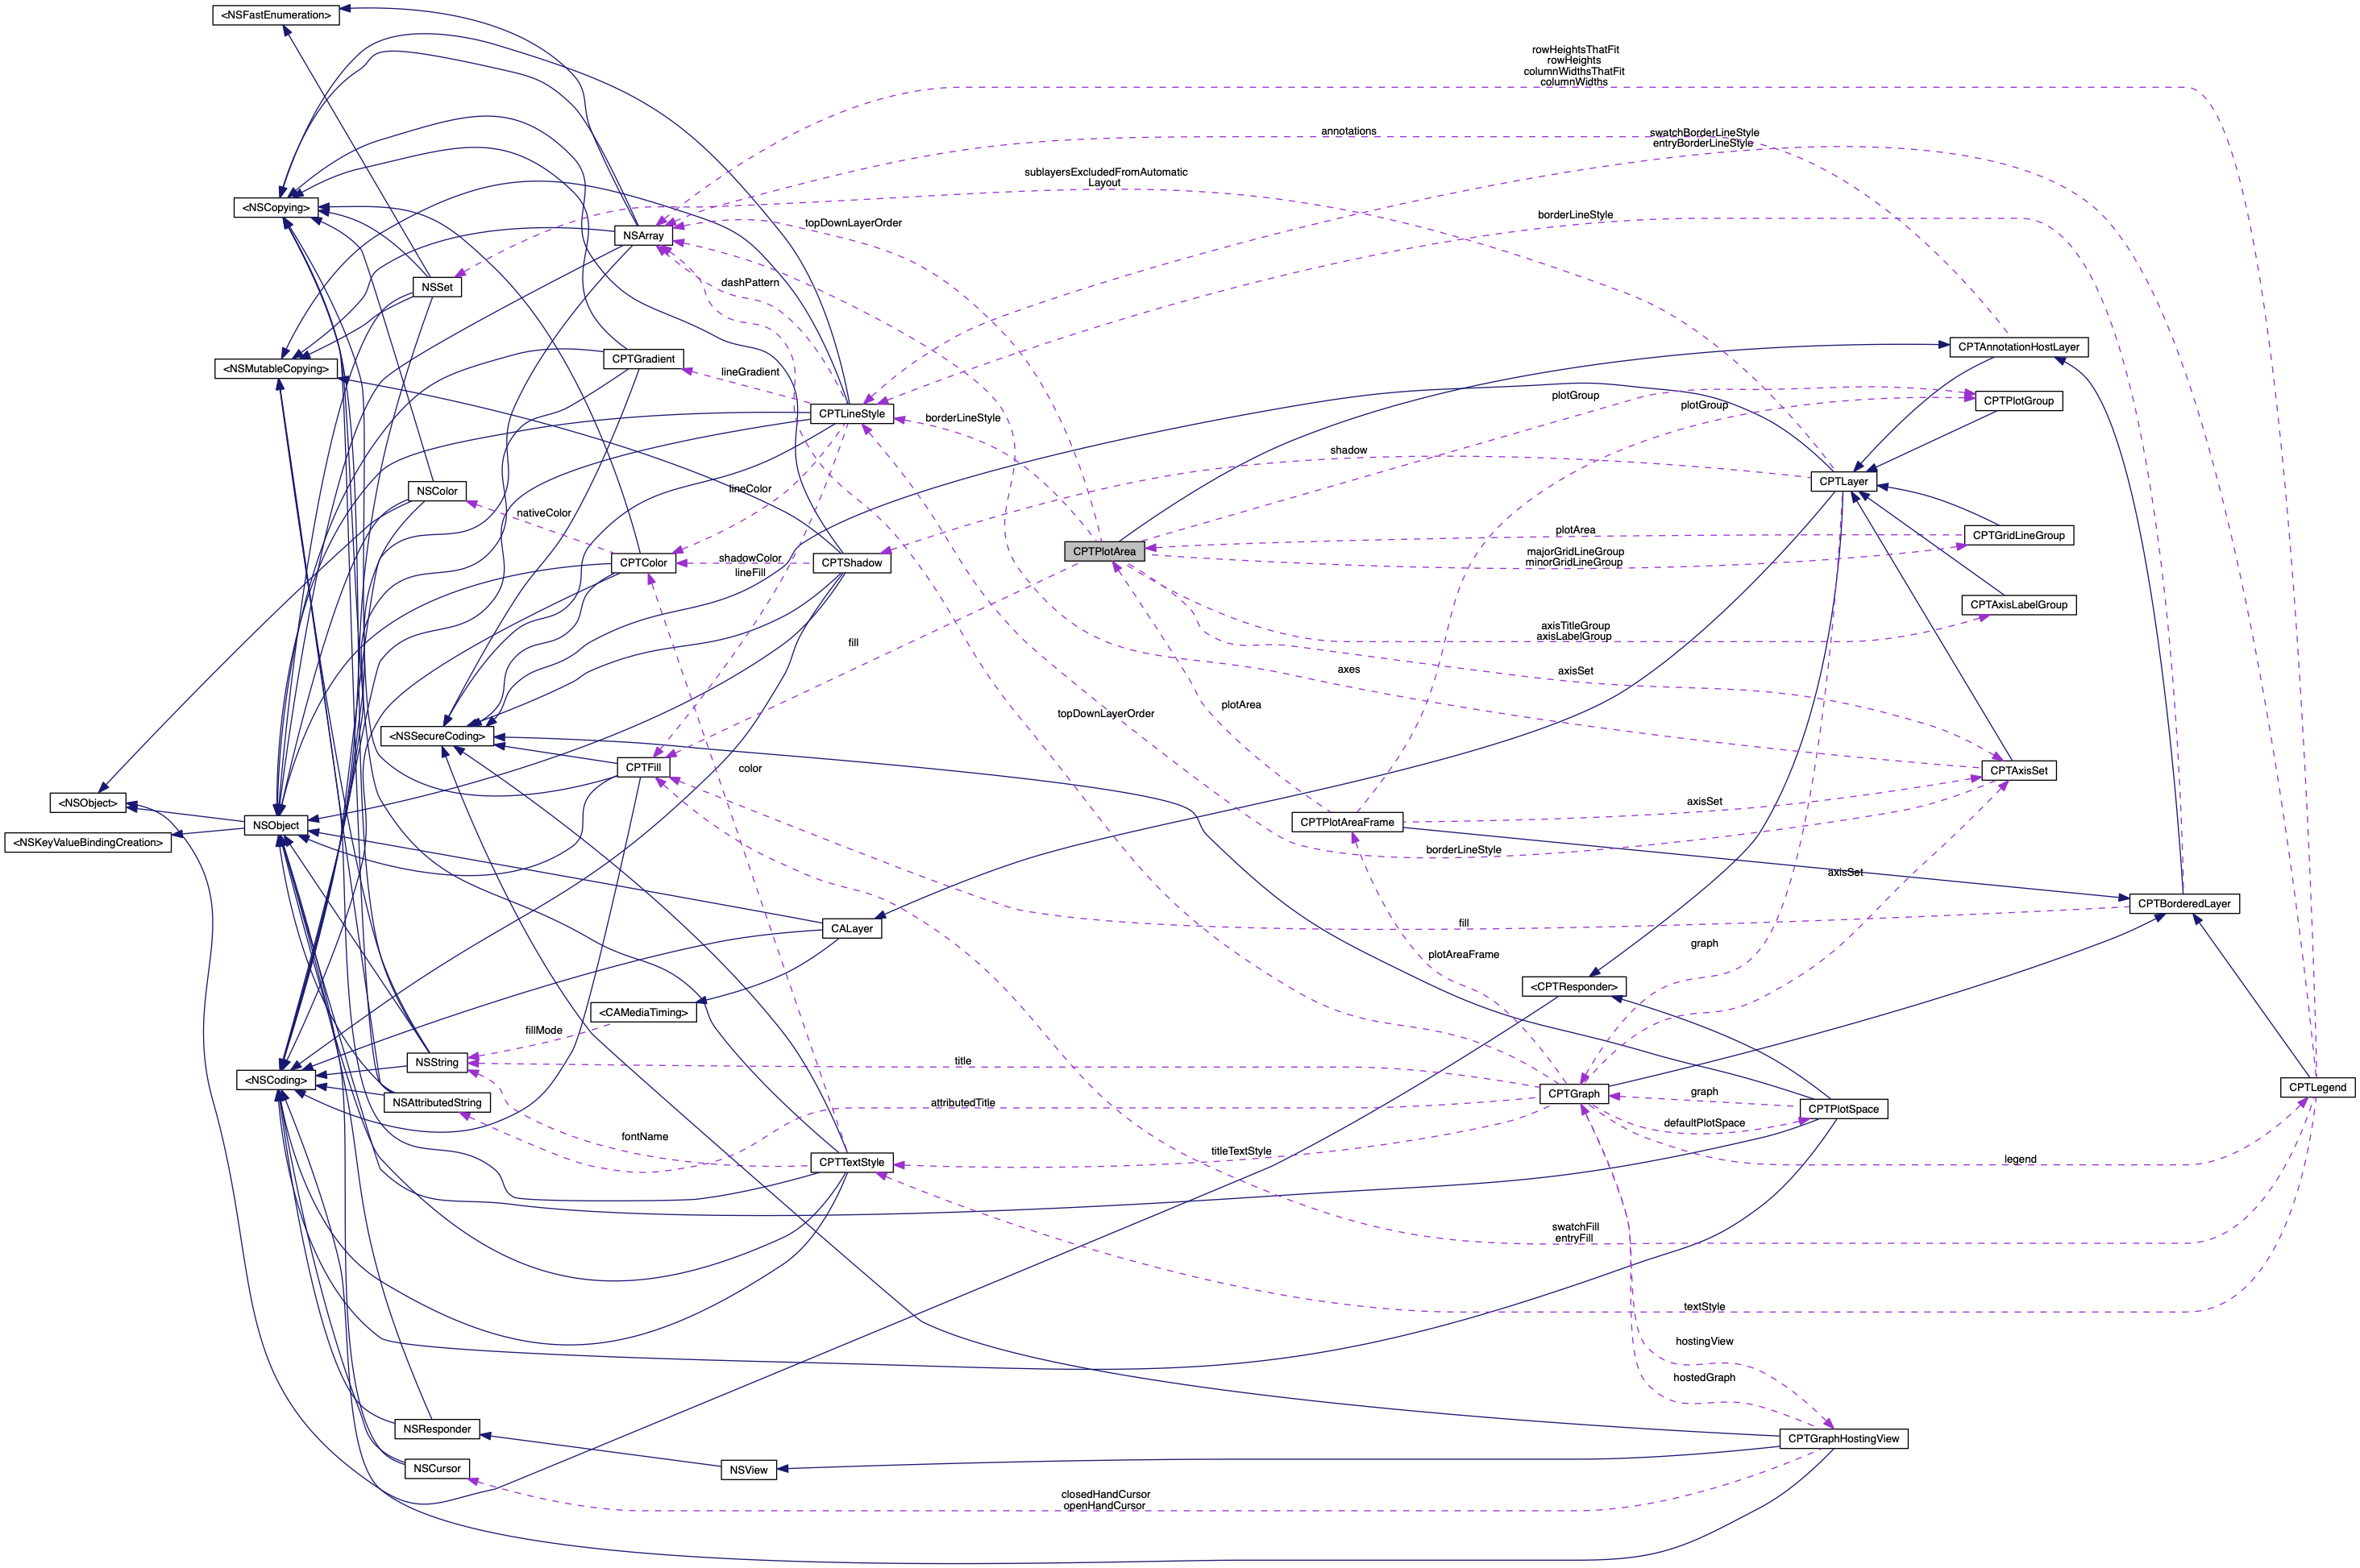 <NSFastEnumeration>
rowHeightsThatFit
rowHeights
columnWidthsThatFit
columnWidths
annotations
swatchBorderLineStyle
entryBorderLineStyle
sublayersExcludedFromAutomatic
Layout
<NSCopying>
topDownLayerOrder
borderLineStyle
NSArray
dashPattern
NSSet
CPTAnnotationHostLayer
CPTGradient
<NSMutableCopying>
lineGradient
plotGroup
CPTPlotGroup
plotGroup
CPTLineStyle
borderLineStyle
shadow
CPTLayer
lineColor
NSColor
nativeColor
plotArea
CPTGridLineGroup
CPTPlotArea
majorGridLineGroup
minorGridLineGroup
shadowColor
lineFill
CPTColor
CPTShadow
CPTAxisLabelGroup
axisTitleGroup
axisLabelGroup
fill
axes
axisSet
plotArea
topDownLayerOrder
<NSSecureCoding>
CPTFill
color
CPTAxisSet
<NSObject>
axisSet
NSObject
CPTPlotAreaFrame
<NSKeyValueBindingCreation>
borderLineStyle
axisSet
CPTBorderedLayer
fill
CALayer
graph
plotAreaFrame
<CPTResponder>
<CAMediaTiming>
fillMode
NSString
title
<NSCoding>
CPTLegend
CPTGraph
graph
NSAttributedString
attributedTitle
CPTPlotSpace
defaultPlotSpace
fontName
titleTextStyle
CPTTextStyle
legend
swatchFill
entryFill
textStyle
hostingView
hostedGraph
NSResponder
CPTGraphHostingView
NSCursor
NSView
closedHandCursor
openHandCursor